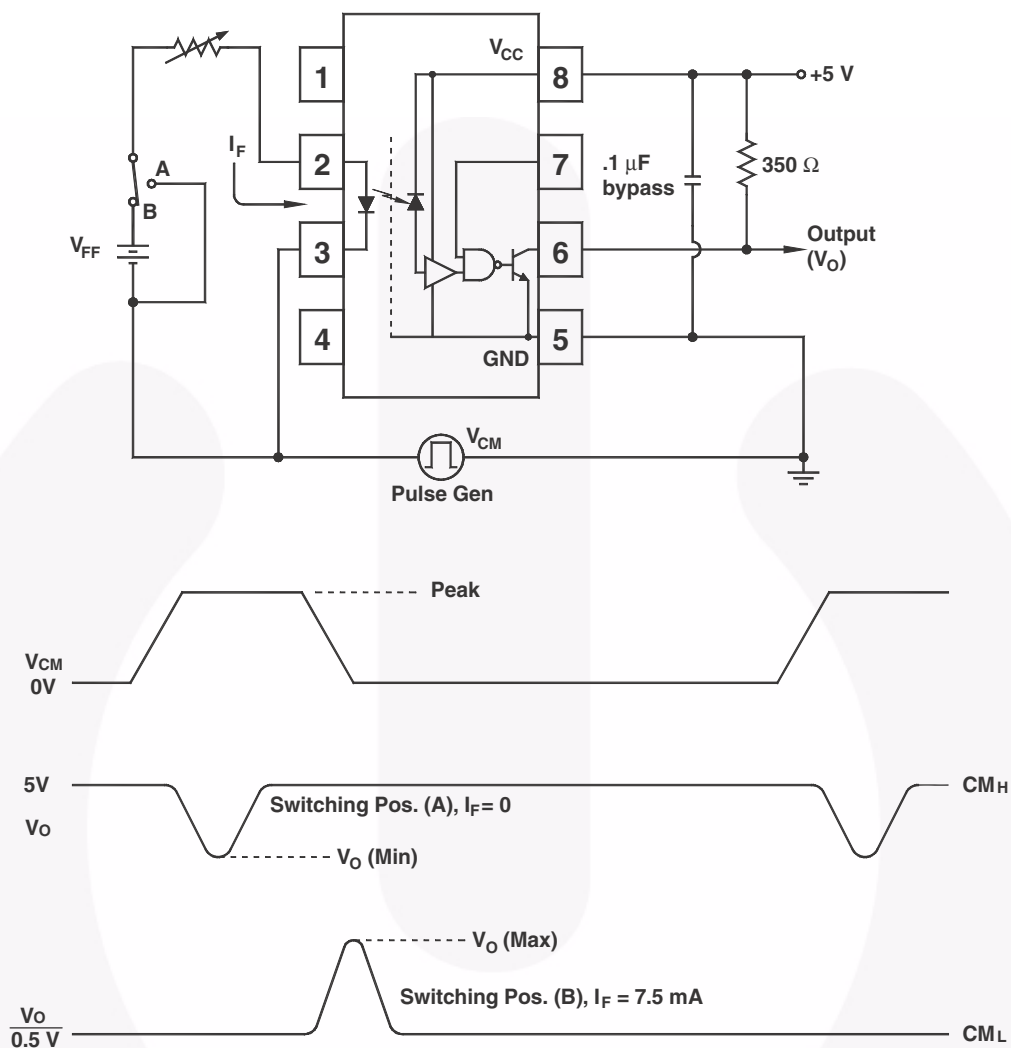 V_CC
1
8
+5 V
I_F
2
7
.1 μF
bypass
350 Ω
A
B
V_FF
3
6
Output
(V_O)
4
5
GND
V_CM
Pulse Gen
Peak
V_CM
0V
5V
CM_H
Switching Pos. (A), I_F = 0
V_O
V_O (Min)
V_O (Max)
Switching Pos. (B), I_F = 7.5 mA
V_O
0.5 V
CM_L